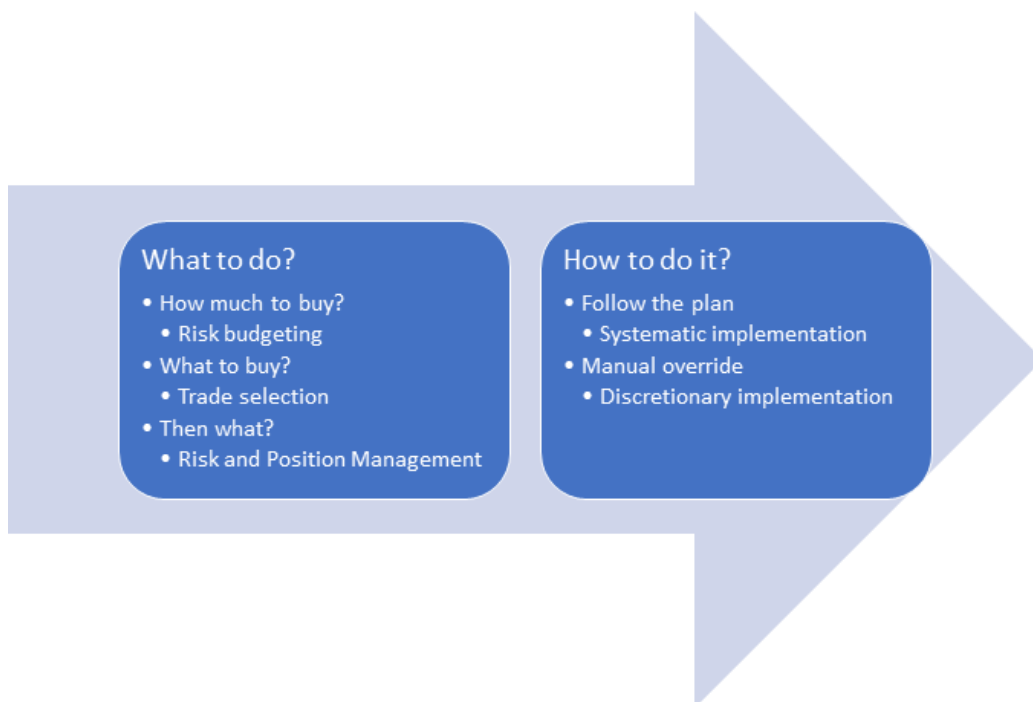 What to do?
• How much to buy?
• Risk budgeting
• What to buy?
• Trade selection
• Then what?
• Risk and Position Management
How to do it?
• Follow the plan
• Systematic implementation
• Manual override
• Discretionary implementation